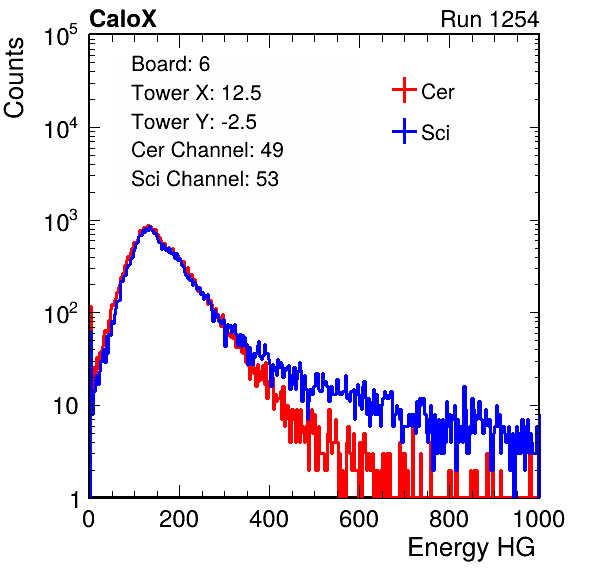 CaloX Run 1254
Counts
10^5
10^4
10^3
10^2
10
1
Board: 6
Tower X: 12.5
Tower Y: -2.5
Cer Channel: 49
Sci Channel: 53
Cer
Sci
0 200 400 600 800 1000
Energy HG